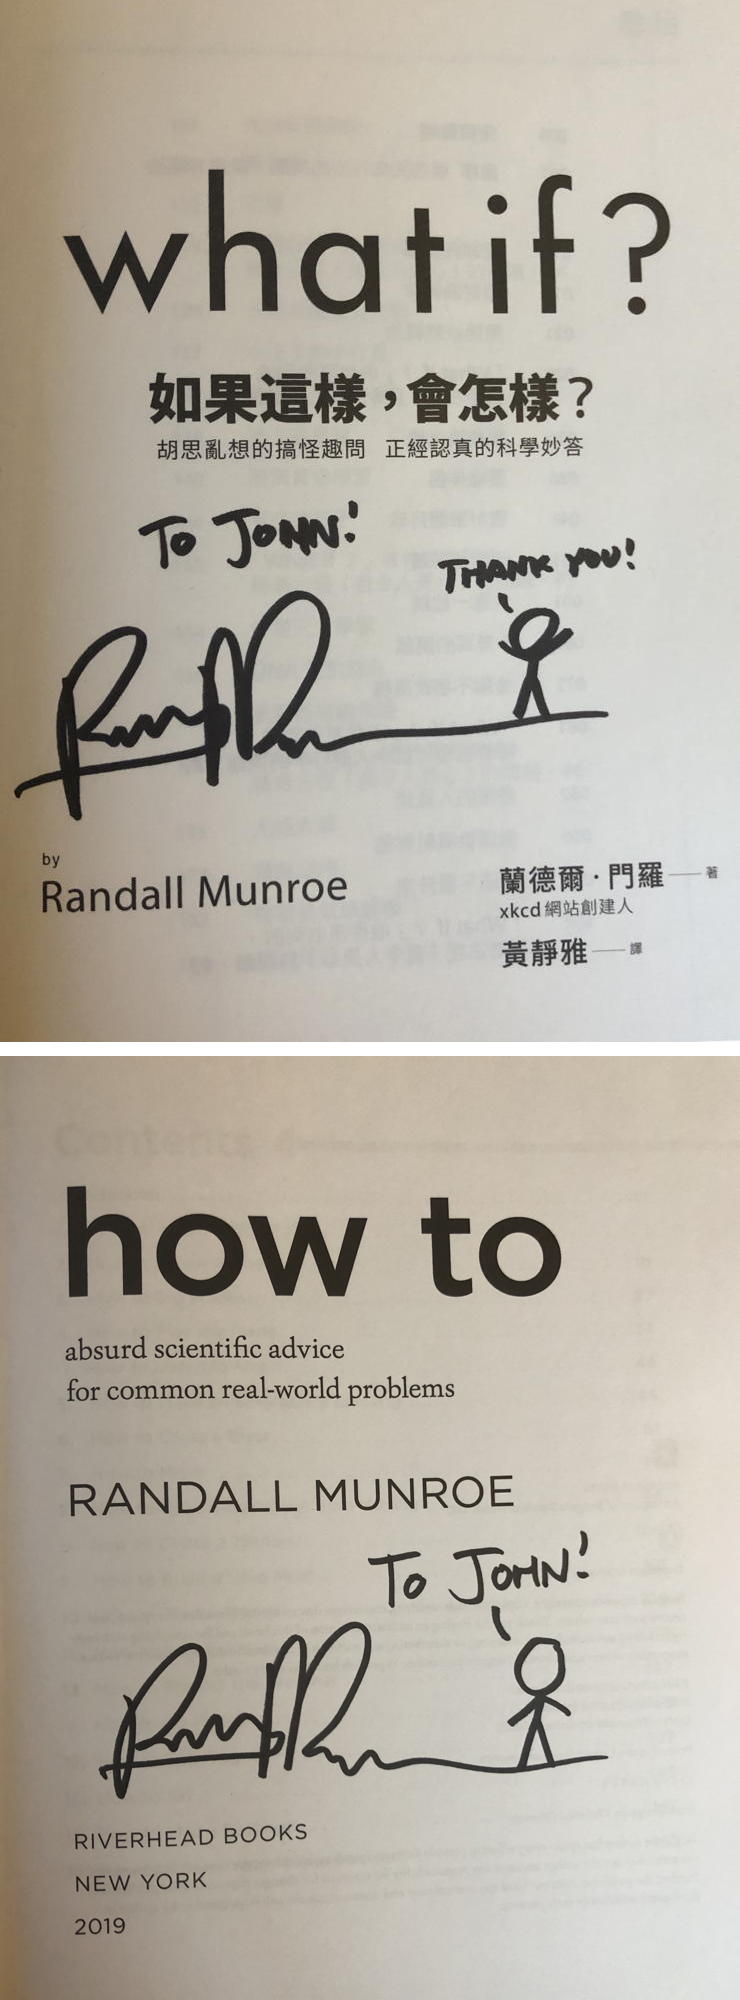 what if?
如果這樣，會怎樣？
胡思亂想的搞怪趣問 正經認真的科學妙答
TO JOHN!
THANK YOU!
by
Randall Munroe
蘭德爾·門羅——著
xkcd網站創建人
黃靜雅——譯
how to
absurd scientific advice
for common real-world problems
RANDALL MUNROE
TO JOHN!
RIVERHEAD BOOKS
NEW YORK
2019